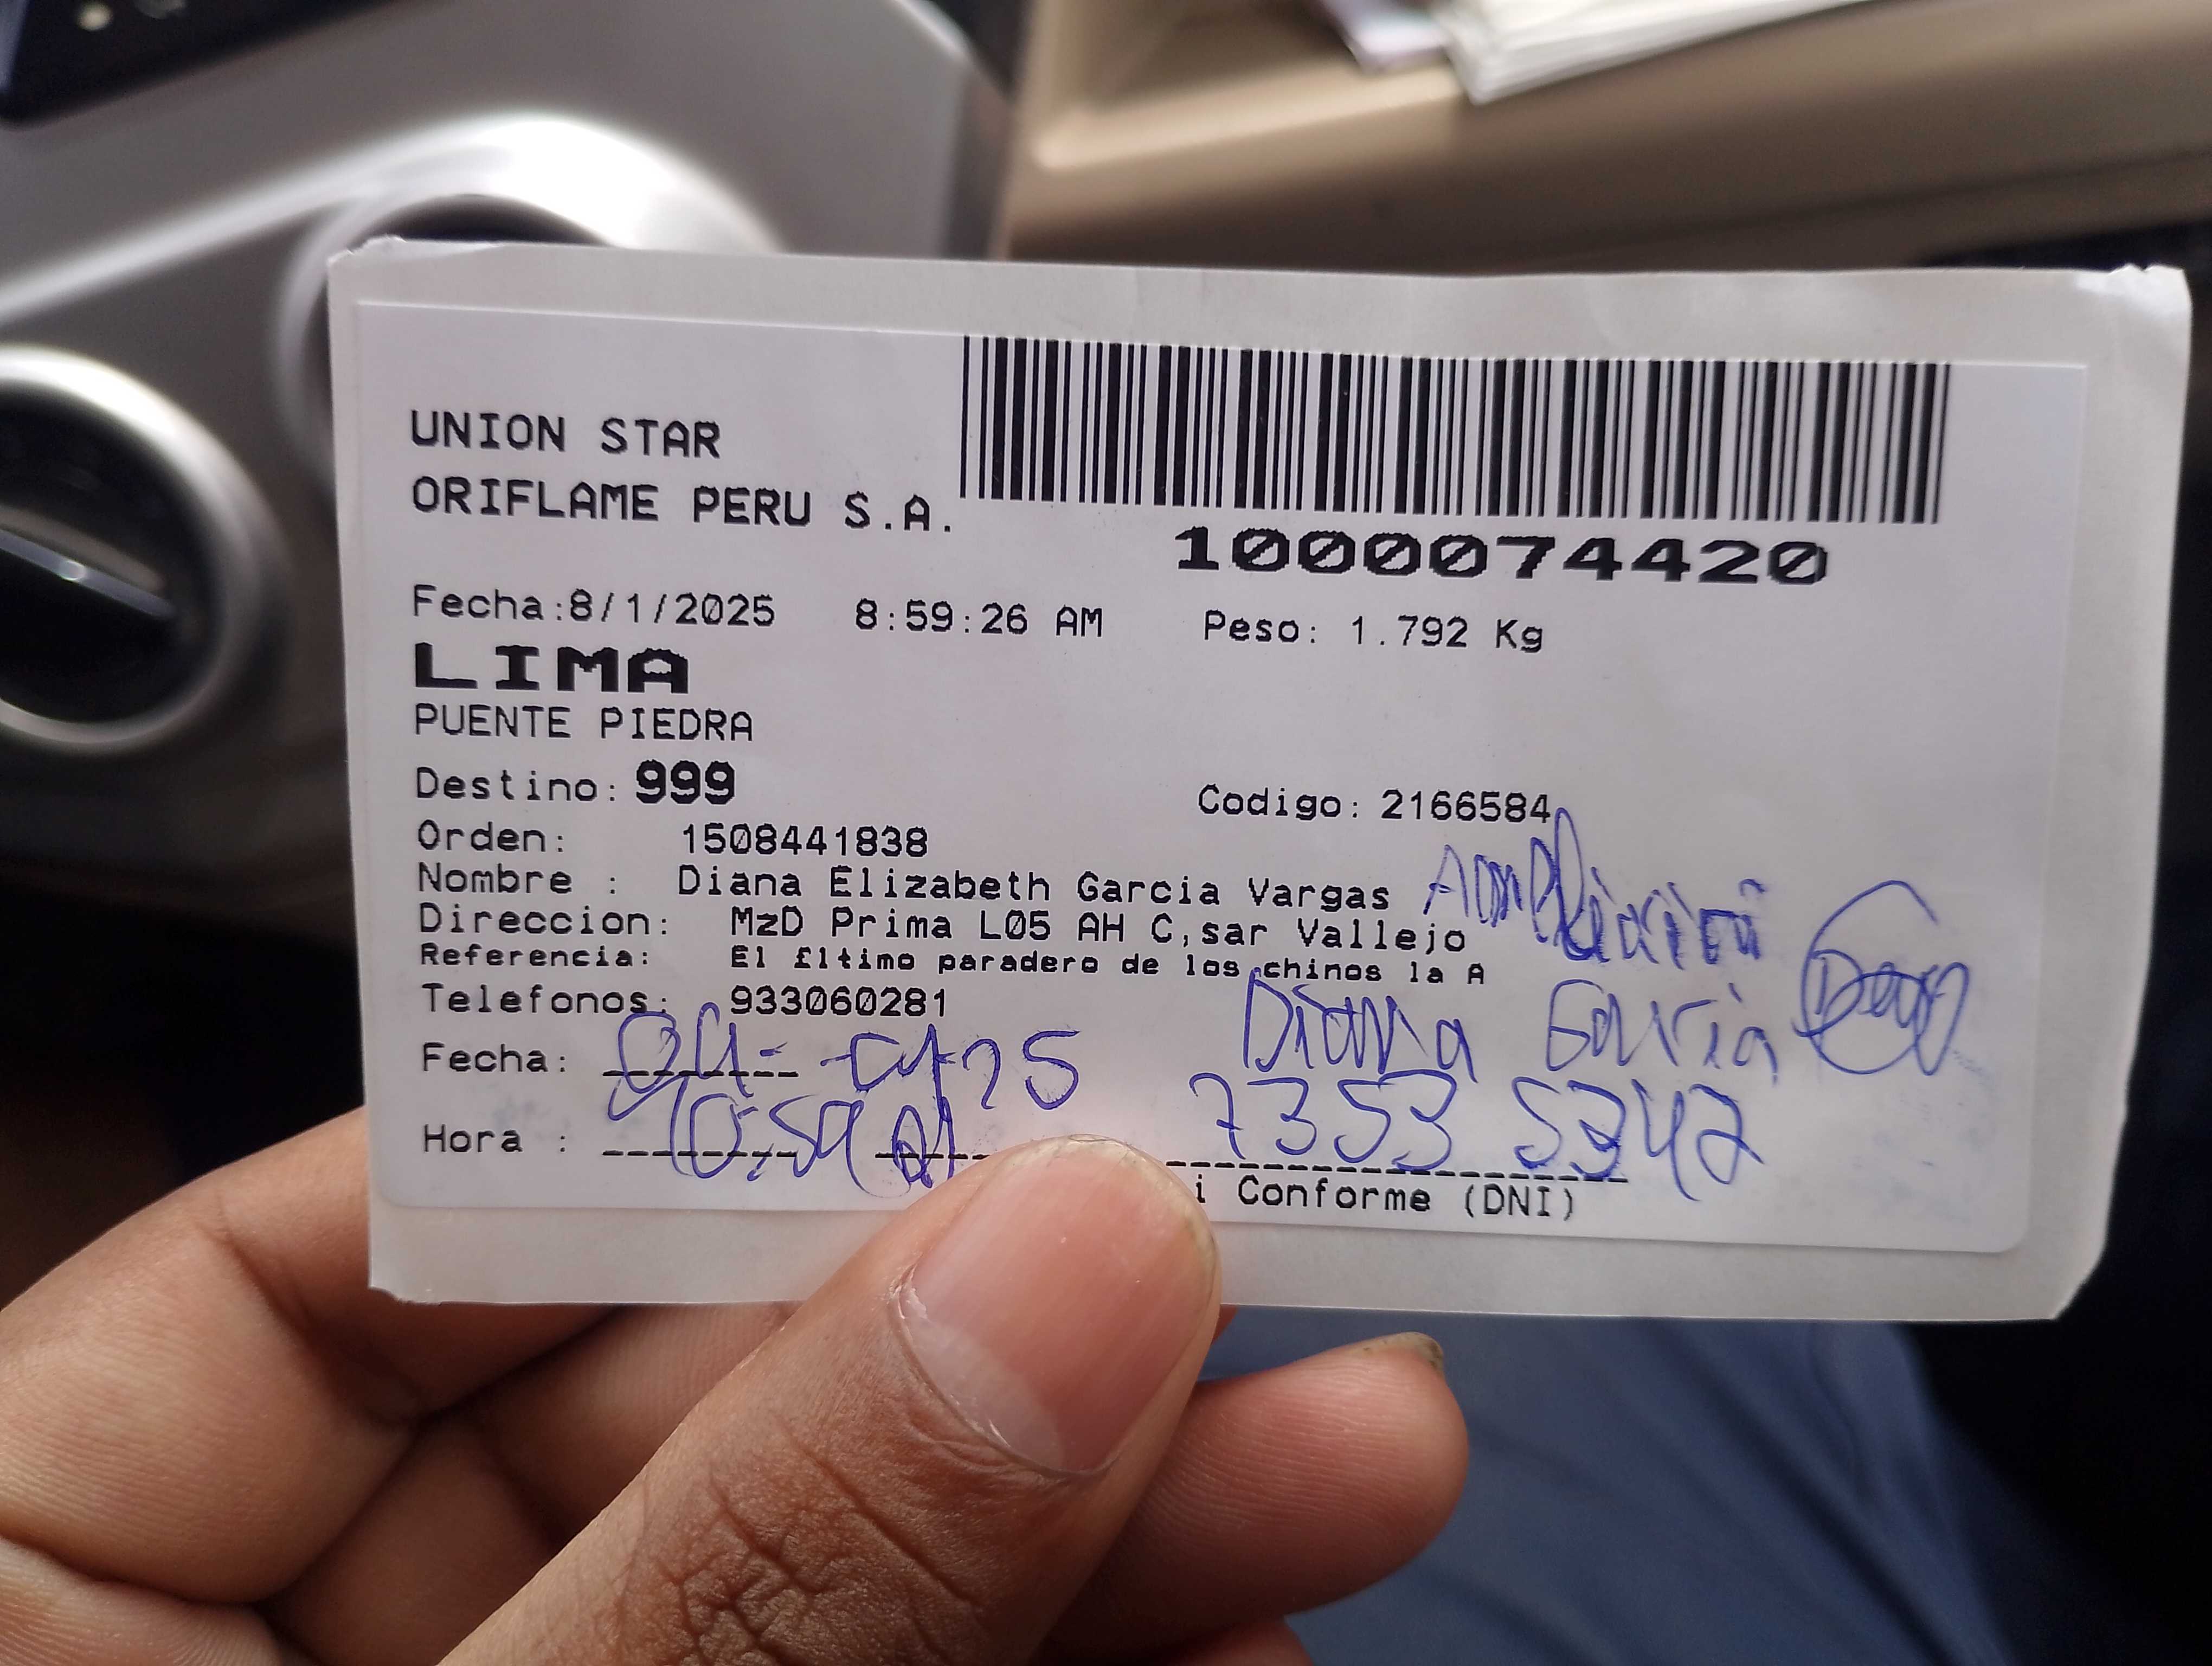 UNION STAR
ORIFLAME PERU S.A.
1000074420
Fecha:8/1/2025 8:59:26 AM Peso: 1.792 Kg
LIMA
PUENTE PIEDRA
Destino: 999 Codigo: 2166584
Orden: 1508441838
Nombre : Diana Elizabeth Garcia Vargas
Direccion: MzD Prima L05 AH C,sar Vallejo
Referencia: El £ltimo paradero de los chinos la A
Telefonos: 933060281
Diana Garcia
Fecha: 25
Hora :
i Conforme (DNI)